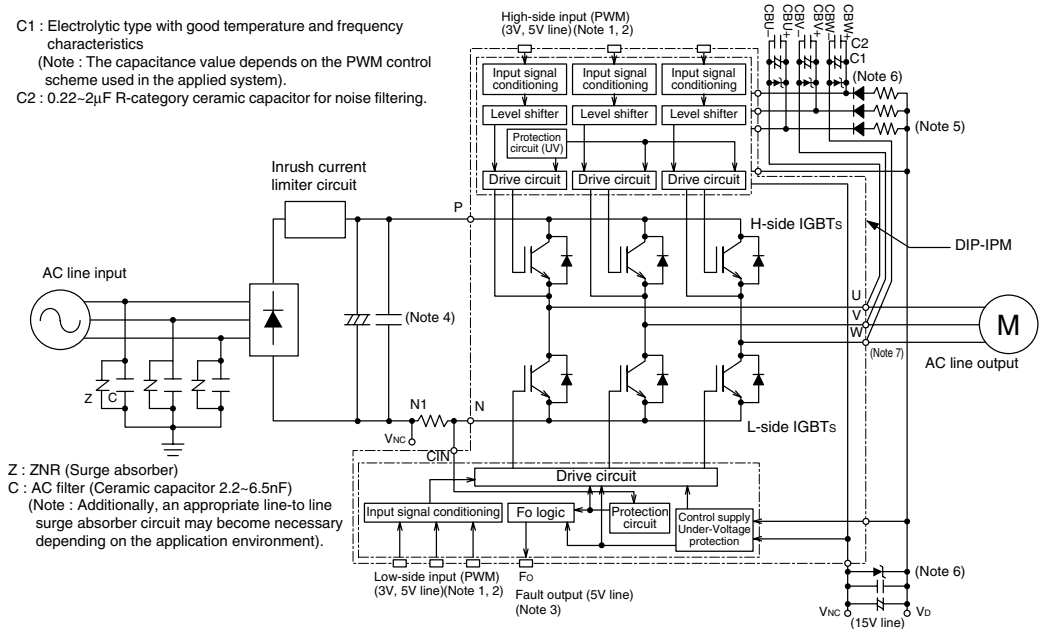 C1 : Electrolytic type with good temperature and frequency
characteristics
(Note : The capacitance value depends on the PWM control
scheme used in the applied system).
C2 : 0.22~2μF R-category ceramic capacitor for noise filtering.
High-side input (PWM)
(3V, 5V line)(Note 1, 2)
CBU−
CBU+
CBV−
CBV+
CBW−
CBW+
C2
C1
(Note 6)
(Note 5)
Input signal
conditioning
Input signal
conditioning
Input signal
conditioning
Level shifter
Level shifter
Level shifter
Protection
circuit (UV)
Drive circuit
Drive circuit
Drive circuit
Inrush current
limiter circuit
P
H-side IGBTs
DIP-IPM
AC line input
(Note 4)
U
V
W
M
(Note 7)
AC line output
Z
C
N1
N
VNC
CIN
L-side IGBTs
Z : ZNR (Surge absorber)
C : AC filter (Ceramic capacitor 2.2~6.5nF)
(Note : Additionally, an appropriate line-to line
surge absorber circuit may become necessary
depending on the application environment).
Drive circuit
Input signal conditioning
Fo logic
Protection
circuit
Control supply
Under-Voltage
protection
Low-side input (PWM)
(3V, 5V line)(Note 1, 2)
FO
Fault output (5V line)
(Note 3)
(Note 6)
VNC
(15V line)
VD